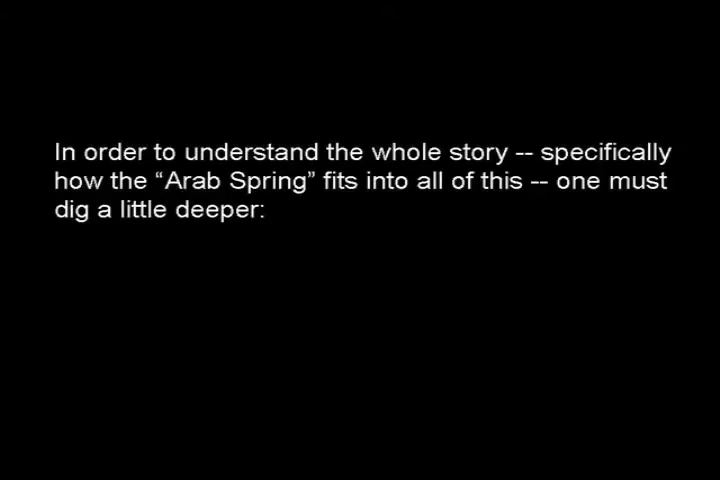 In order to understand the whole story -- specifically
how the “Arab Spring” fits into all of this -- one must
dig a little deeper: